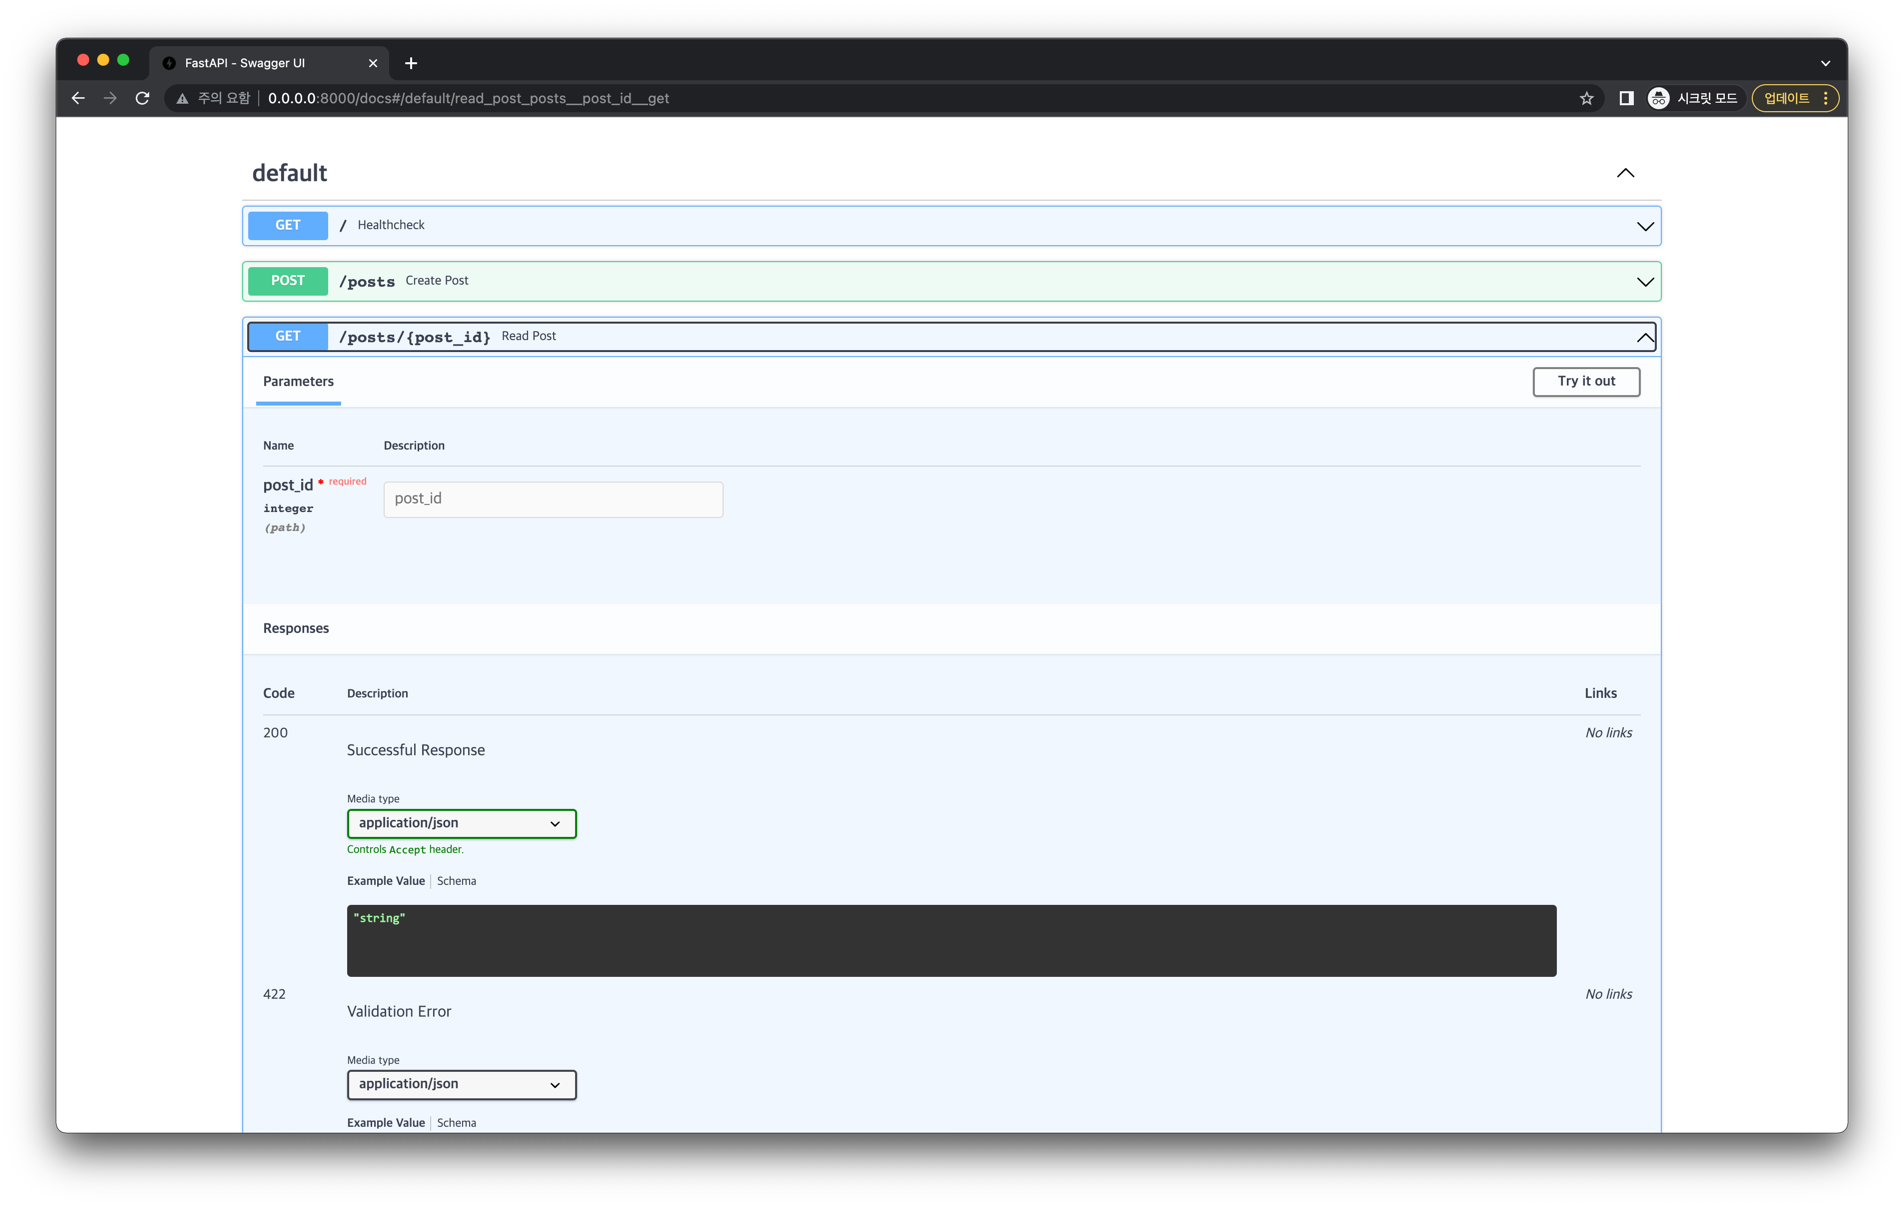 FastAPI - Swagger UI
주의 요함 0.0.0.0:8000/docs#/default/read_post_posts__post_id__get 시크릿 모드 업데이트
default
GET / Healthcheck
POST /posts Create Post
GET /posts/{post_id} Read Post
Parameters Try it out
Name Description
post_id * required post_id
integer
(path)
Responses
Code Description Links
200 No links
Successful Response
Media type
application/json
Controls Accept header.
Example Value Schema
"string"
422 No links
Validation Error
Media type
application/json
Example Value Schema